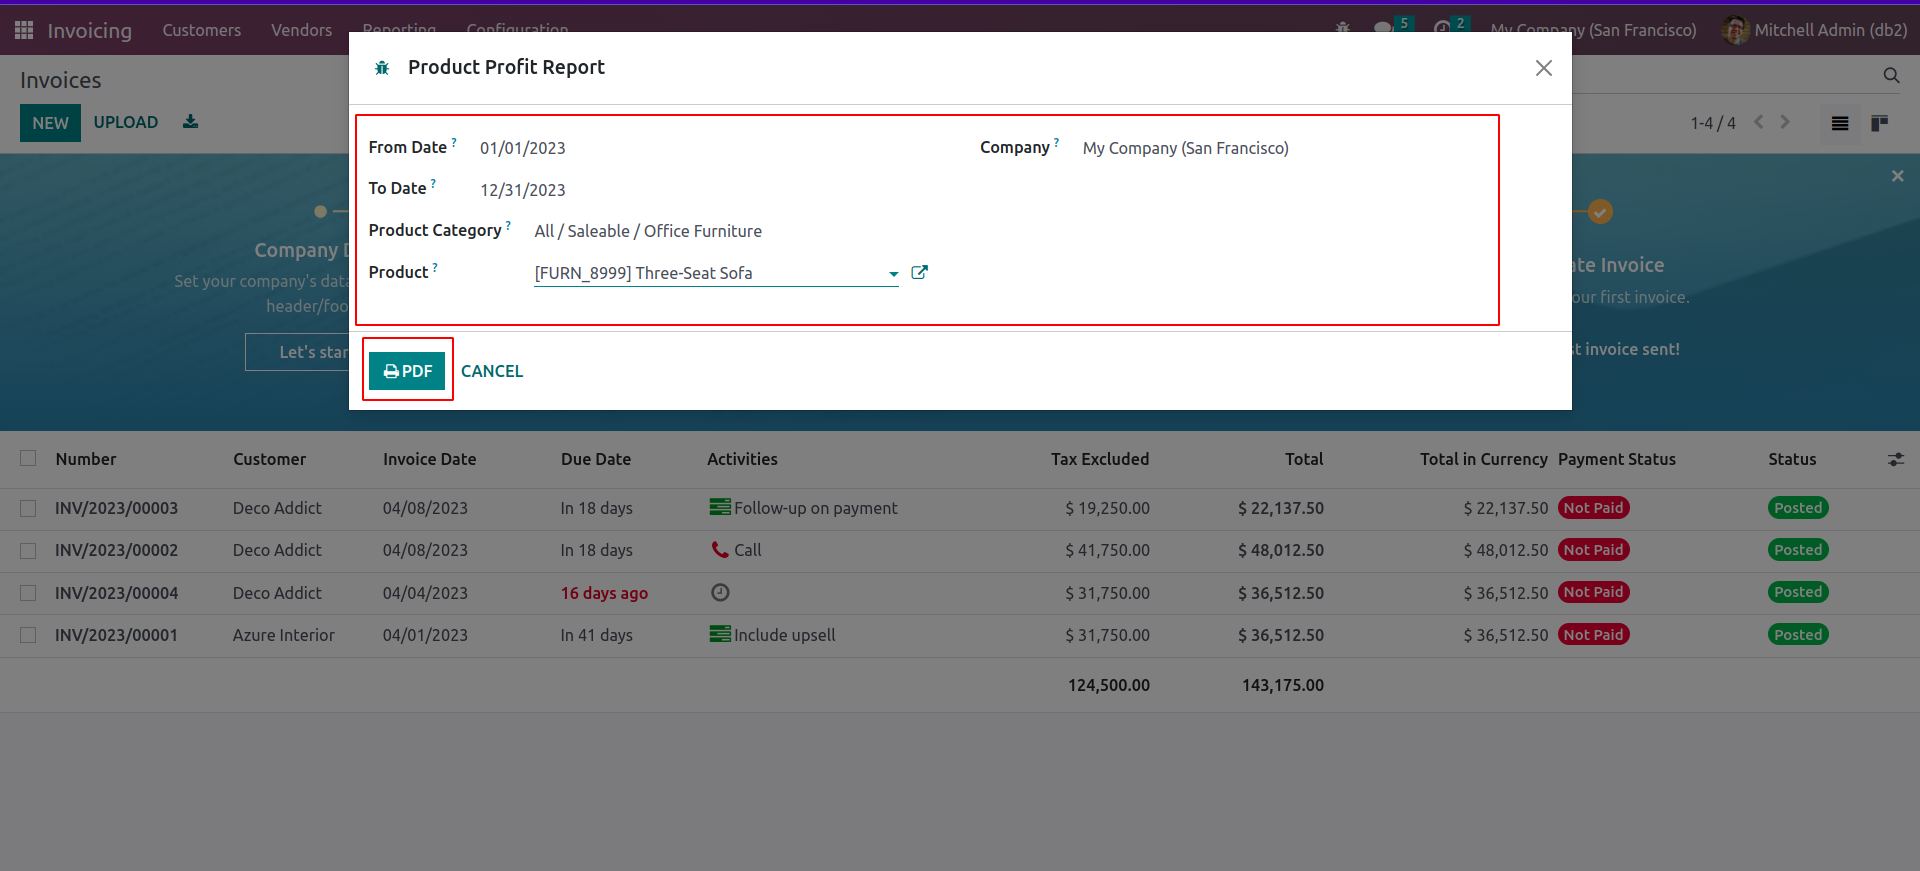 Invoicing Customers Vendors Reporting Configuration 5 2 My Company (San Francisco) Mitchell Admin (db2)
Product Profit Report
Invoices
NEW UPLOAD 1-4 / 4
From Date ? 01/01/2023 Company ? My Company (San Francisco)
To Date ? 12/31/2023
Product Category ? All / Saleable / Office Furniture
Product ? [FURN_8999] Three-Seat Sofa
PDF CANCEL
Company
Set your company's data
header/foo
Let's star
te Invoice
our first invoice.
t invoice sent!
Number Customer Invoice Date Due Date Activities Tax Excluded Total Total in Currency Payment Status Status
INV/2023/00003 Deco Addict 04/08/2023 In 18 days Follow-up on payment $ 19,250.00 $ 22,137.50 $ 22,137.50 Not Paid Posted
INV/2023/00002 Deco Addict 04/08/2023 In 18 days Call $ 41,750.00 $ 48,012.50 $ 48,012.50 Not Paid Posted
INV/2023/00004 Deco Addict 04/04/2023 16 days ago $ 31,750.00 $ 36,512.50 $ 36,512.50 Not Paid Posted
INV/2023/00001 Azure Interior 04/01/2023 In 41 days Include upsell $ 31,750.00 $ 36,512.50 $ 36,512.50 Not Paid Posted
124,500.00 143,175.00